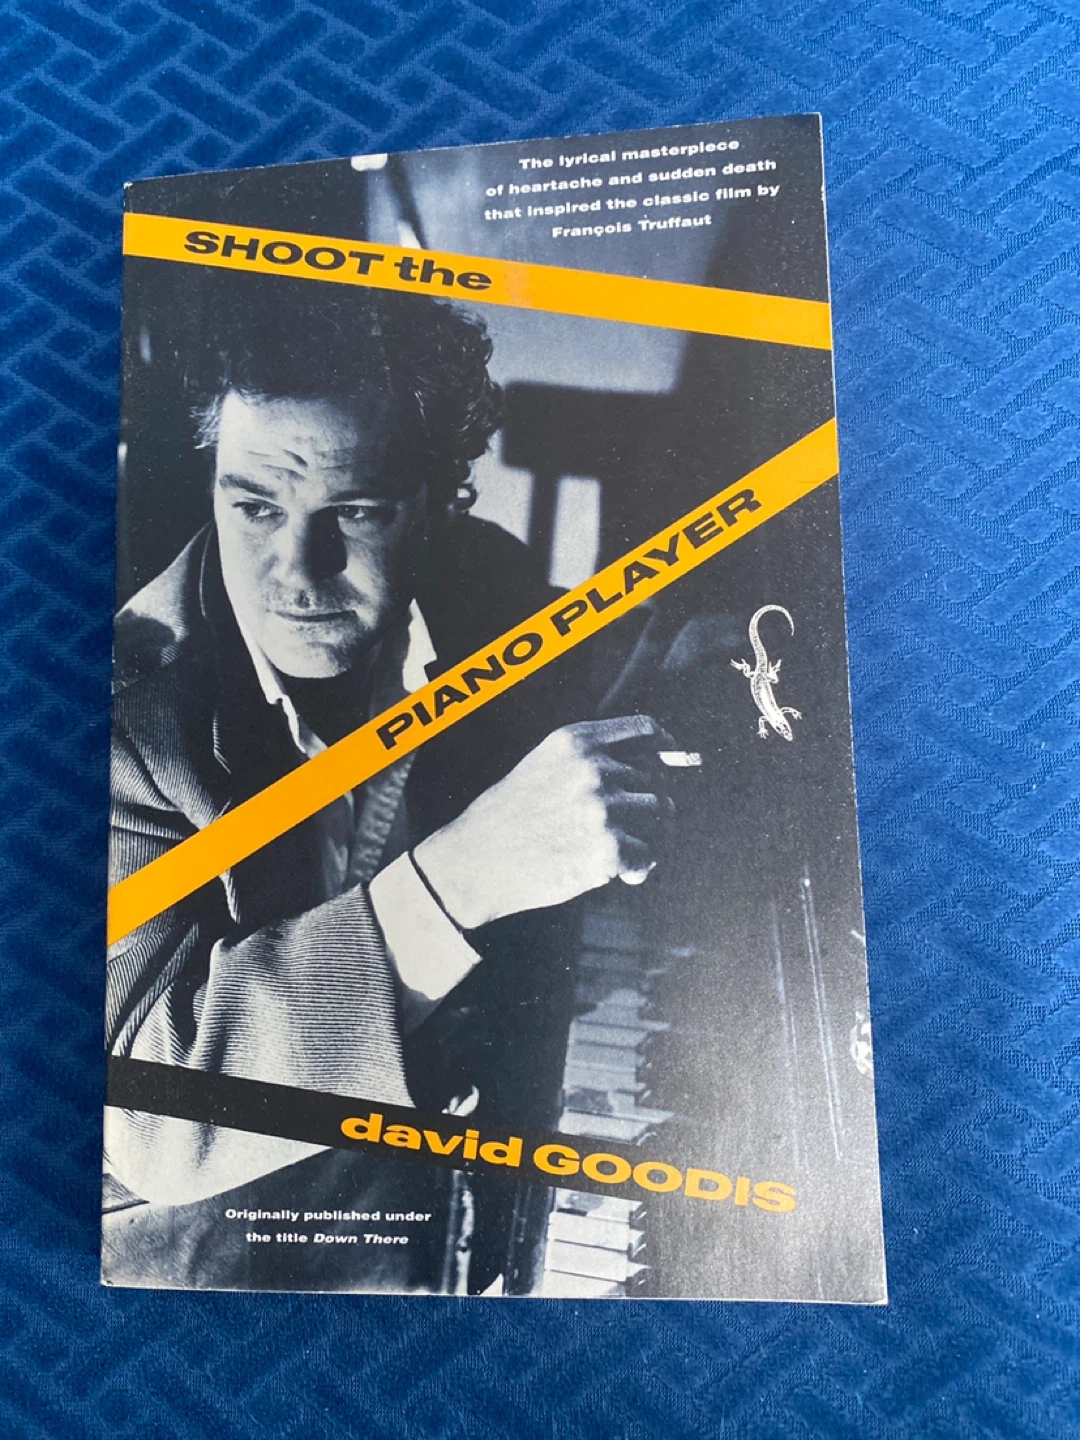 The lyrical masterpiece
of heartache and sudden death
that inspired the classic film by
François Truffaut
SHOOT the
PIANO PLAYER
david GOODIS
Originally published under
the title Down There